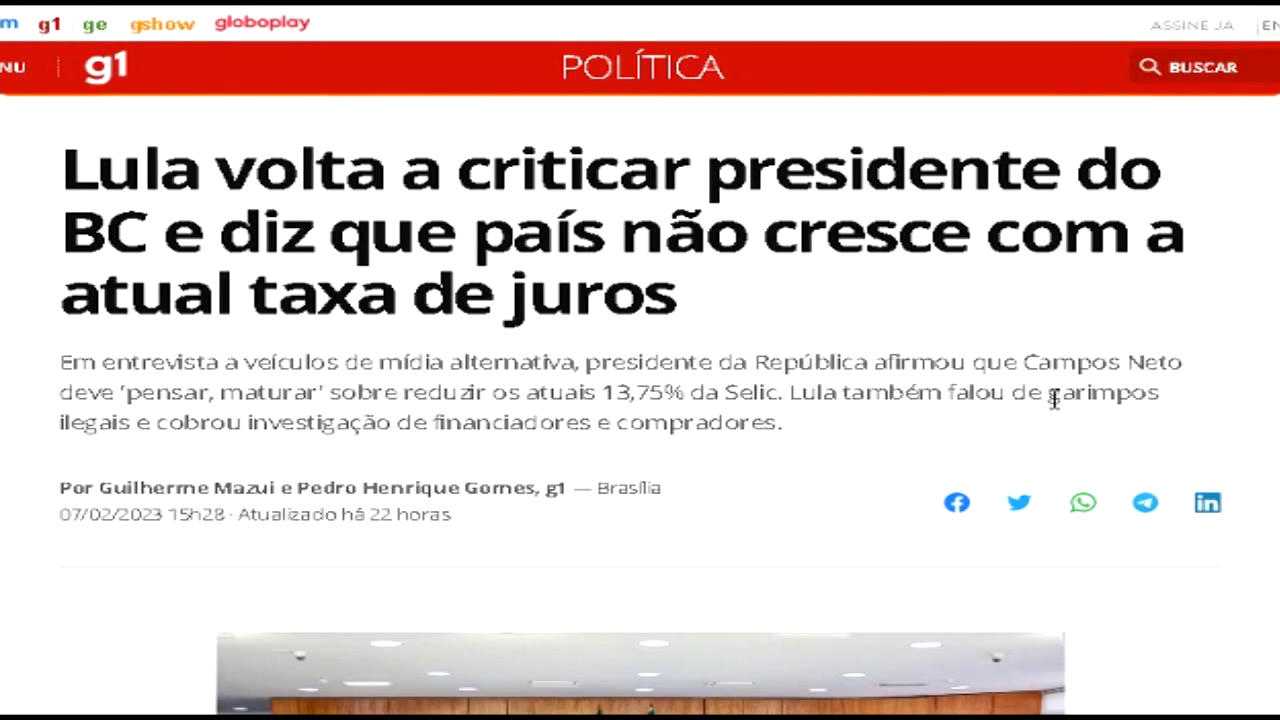 m g1 ge gshow globoplay ASSINE JÁ EN
NU g1 POLÍTICA BUSCAR
Lula volta a criticar presidente do
BC e diz que país não cresce com a
atual taxa de juros
Em entrevista a veículos de mídia alternativa, presidente da República afirmou que Campos Neto
deve 'pensar, maturar' sobre reduzir os atuais 13,75% da Selic. Lula também falou de garimpos
ilegais e cobrou investigação de financiadores e compradores.
Por Guilherme Mazui e Pedro Henrique Gomes, g1 — Brasília
07/02/2023 15h28 · Atualizado há 22 horas
in